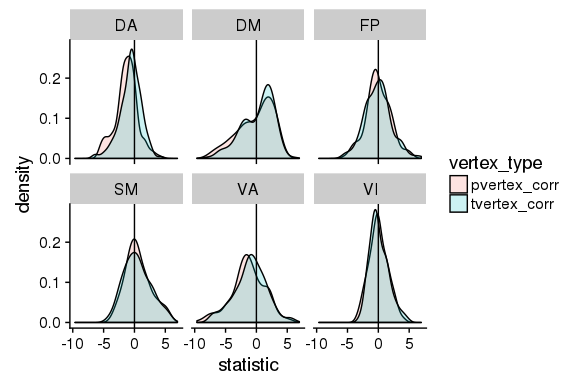 DA DM FP
0.2
0.1
0.0
SM VA VI
0.2
0.1
0.0
-10 -5 0 5 -10 -5 0 5 -10 -5 0 5
statistic
density
vertex_type
pvertex_corr
tvertex_corr